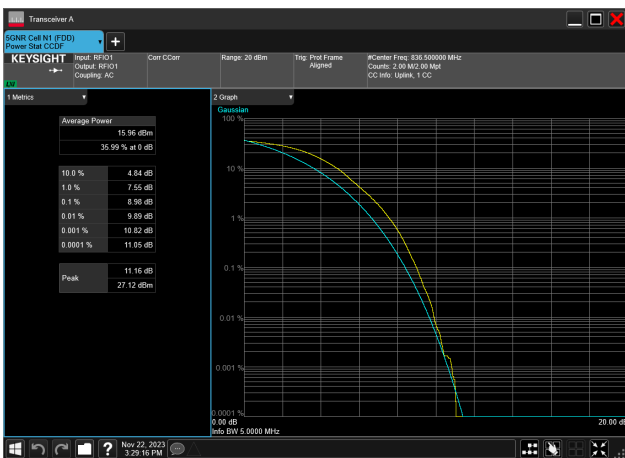 Transceiver A
5GNR Cell N1 (FDD)
Power Stat CCDF
KEYSIGHT
Input: RFIO1
Output: RFIO1
Coupling: AC
Corr CCorr
Range: 20 dBm
Trig: Prot Frame
Aligned
#Center Freq: 836.500000 MHz
Counts: 2.00 M/2.00 Mpt
CC Info: Uplink, 1 CC
1 Metrics
Average Power
15.96 dBm
35.99 % at 0 dB
10.0 % 4.84 dB
1.0 % 7.55 dB
0.1 % 8.98 dB
0.01 % 9.89 dB
0.001 % 10.82 dB
0.0001 % 11.05 dB
Peak
11.16 dB
27.12 dBm
2 Graph
Gaussian
100 %
10 %
1 %
0.1 %
0.01 %
0.001 %
0.0001 %
0.00 dB
20.00 dB
Info BW 5.0000 MHz
?
Nov 22, 2023
3:29:16 PM